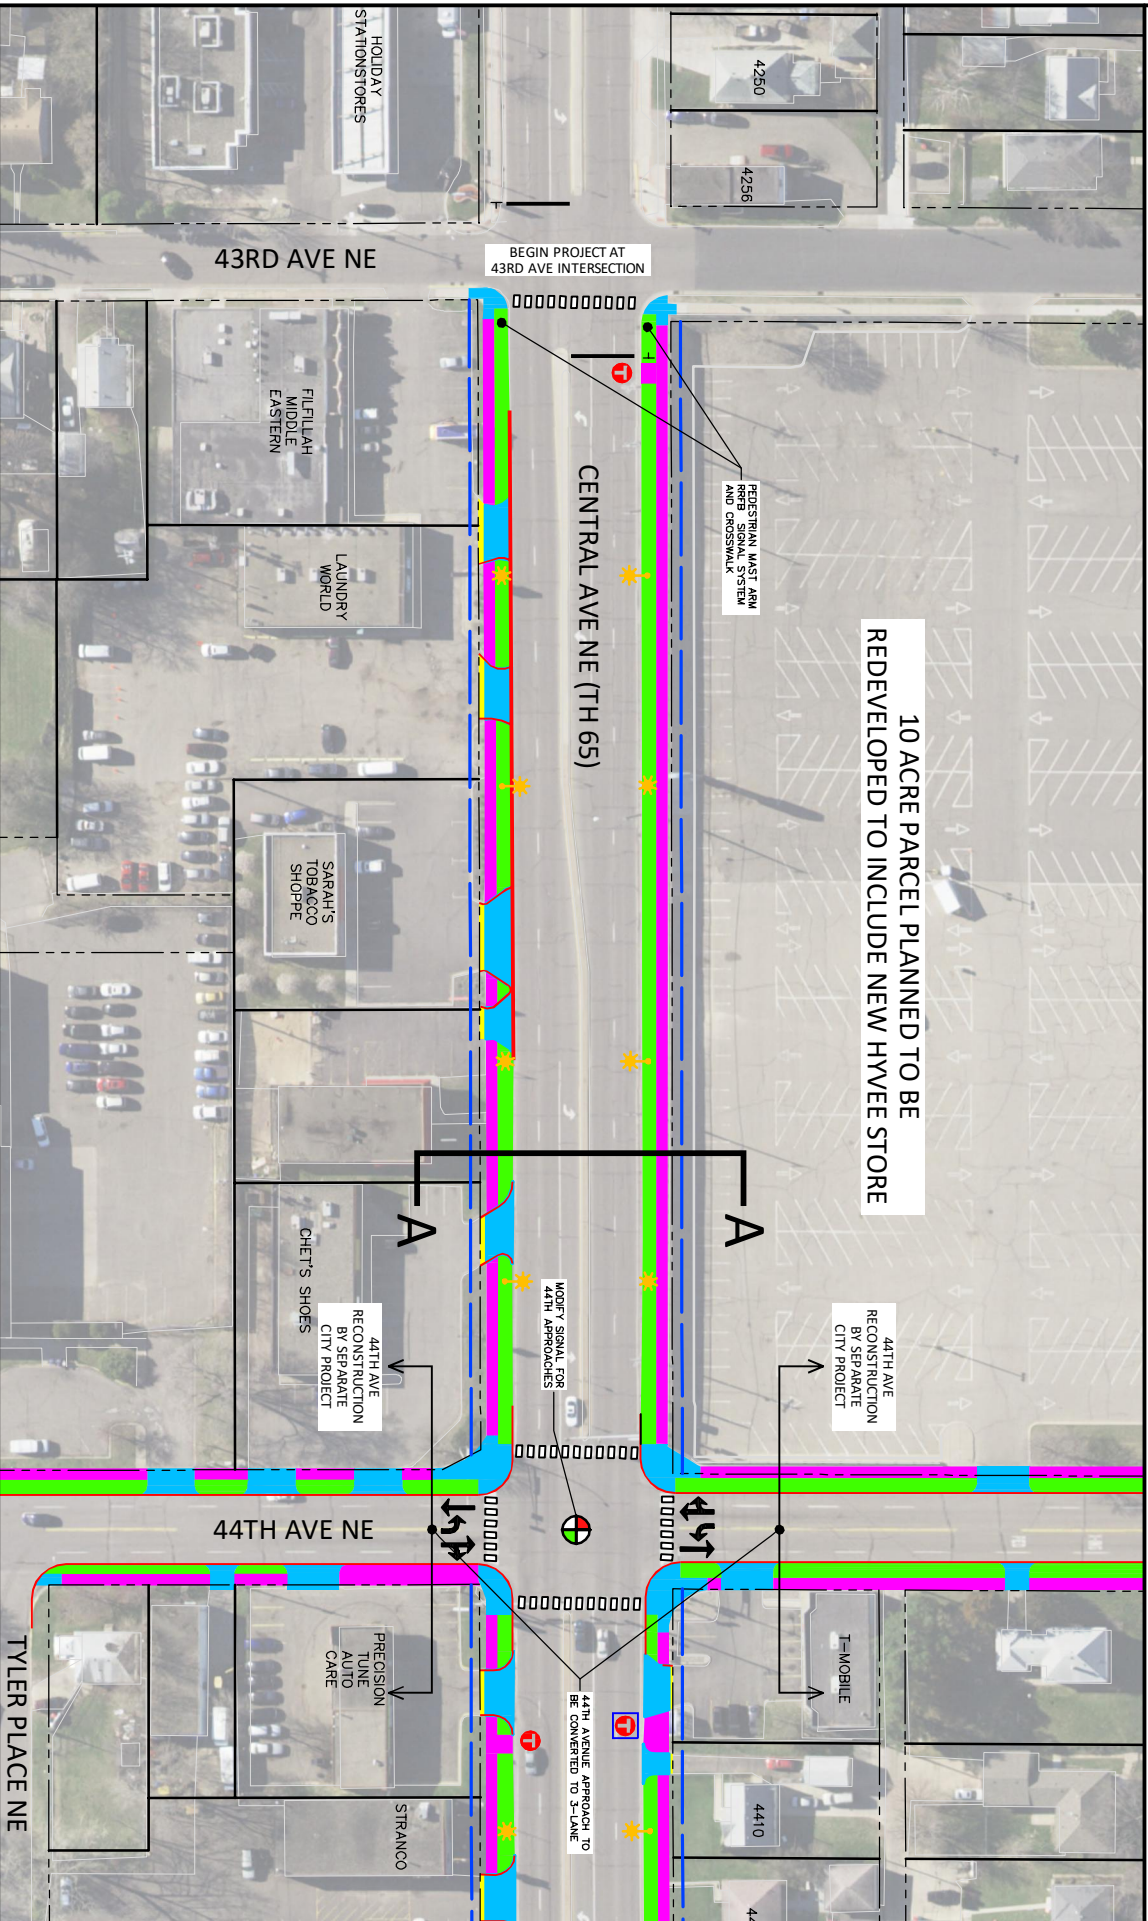 HOLIDAY
STATIONSTORES
4250
4256
43RD AVE NE
BEGIN PROJECT AT
43RD AVE INTERSECTION
FILFILLAH
MIDDLE
EASTERN
LAUNDRY
WORLD
CENTRAL AVE NE (TH 65)
PEDESTRIAN MAST ARM
RRFB SIGNAL SYSTEM
AND CROSSWALK
10 ACRE PARCEL PLANNED TO BE
REDEVELOPED TO INCLUDE NEW HYVEE STORE
SARAH'S
TOBACCO
SHOPPE
A
A
CHET'S SHOES
MODIFY SIGNAL FOR
44TH APPROACHES
44TH AVE
RECONSTRUCTION
BY SEPARATE
CITY PROJECT
44TH AVE
RECONSTRUCTION
BY SEPARATE
CITY PROJECT
44TH AVE NE
T
T
T
TYLER PLACE NE
PRECISION
TUNE
AUTO
CARE
STRANCO
44TH AVENUE APPROACH TO
BE CONVERTED TO 3-LANE
T-MOBILE
4410
44